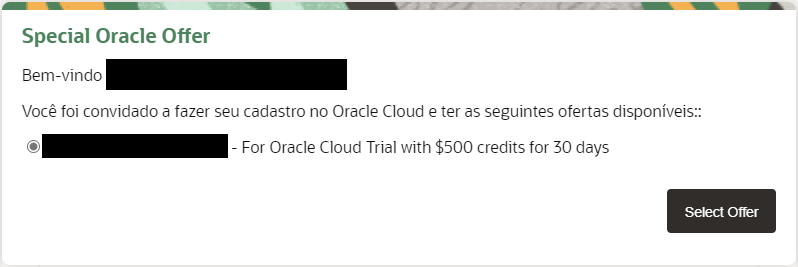 Special Oracle Offer
Bem-vindo
Você foi convidado a fazer seu cadastro no Oracle Cloud e ter as seguintes ofertas disponíveis::
- For Oracle Cloud Trial with $500 credits for 30 days
Select Offer